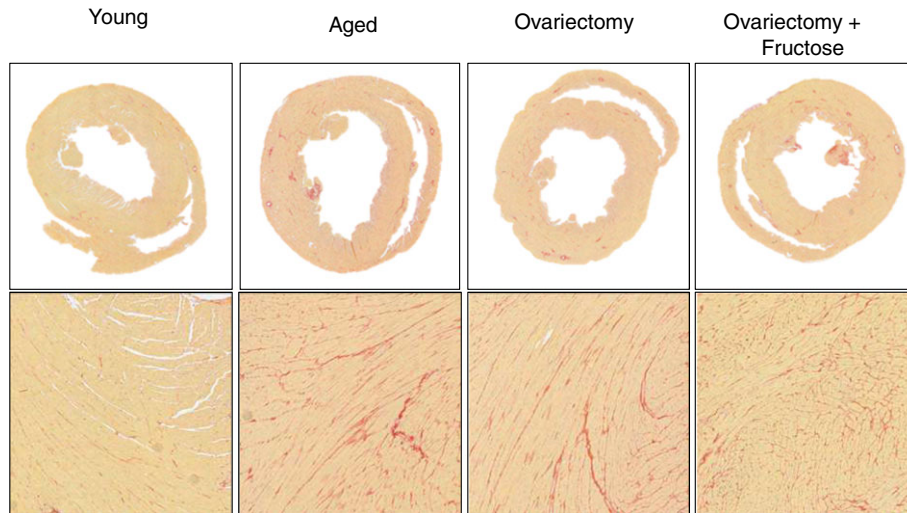 Young
Aged
Ovariectomy
Ovariectomy +
Fructose